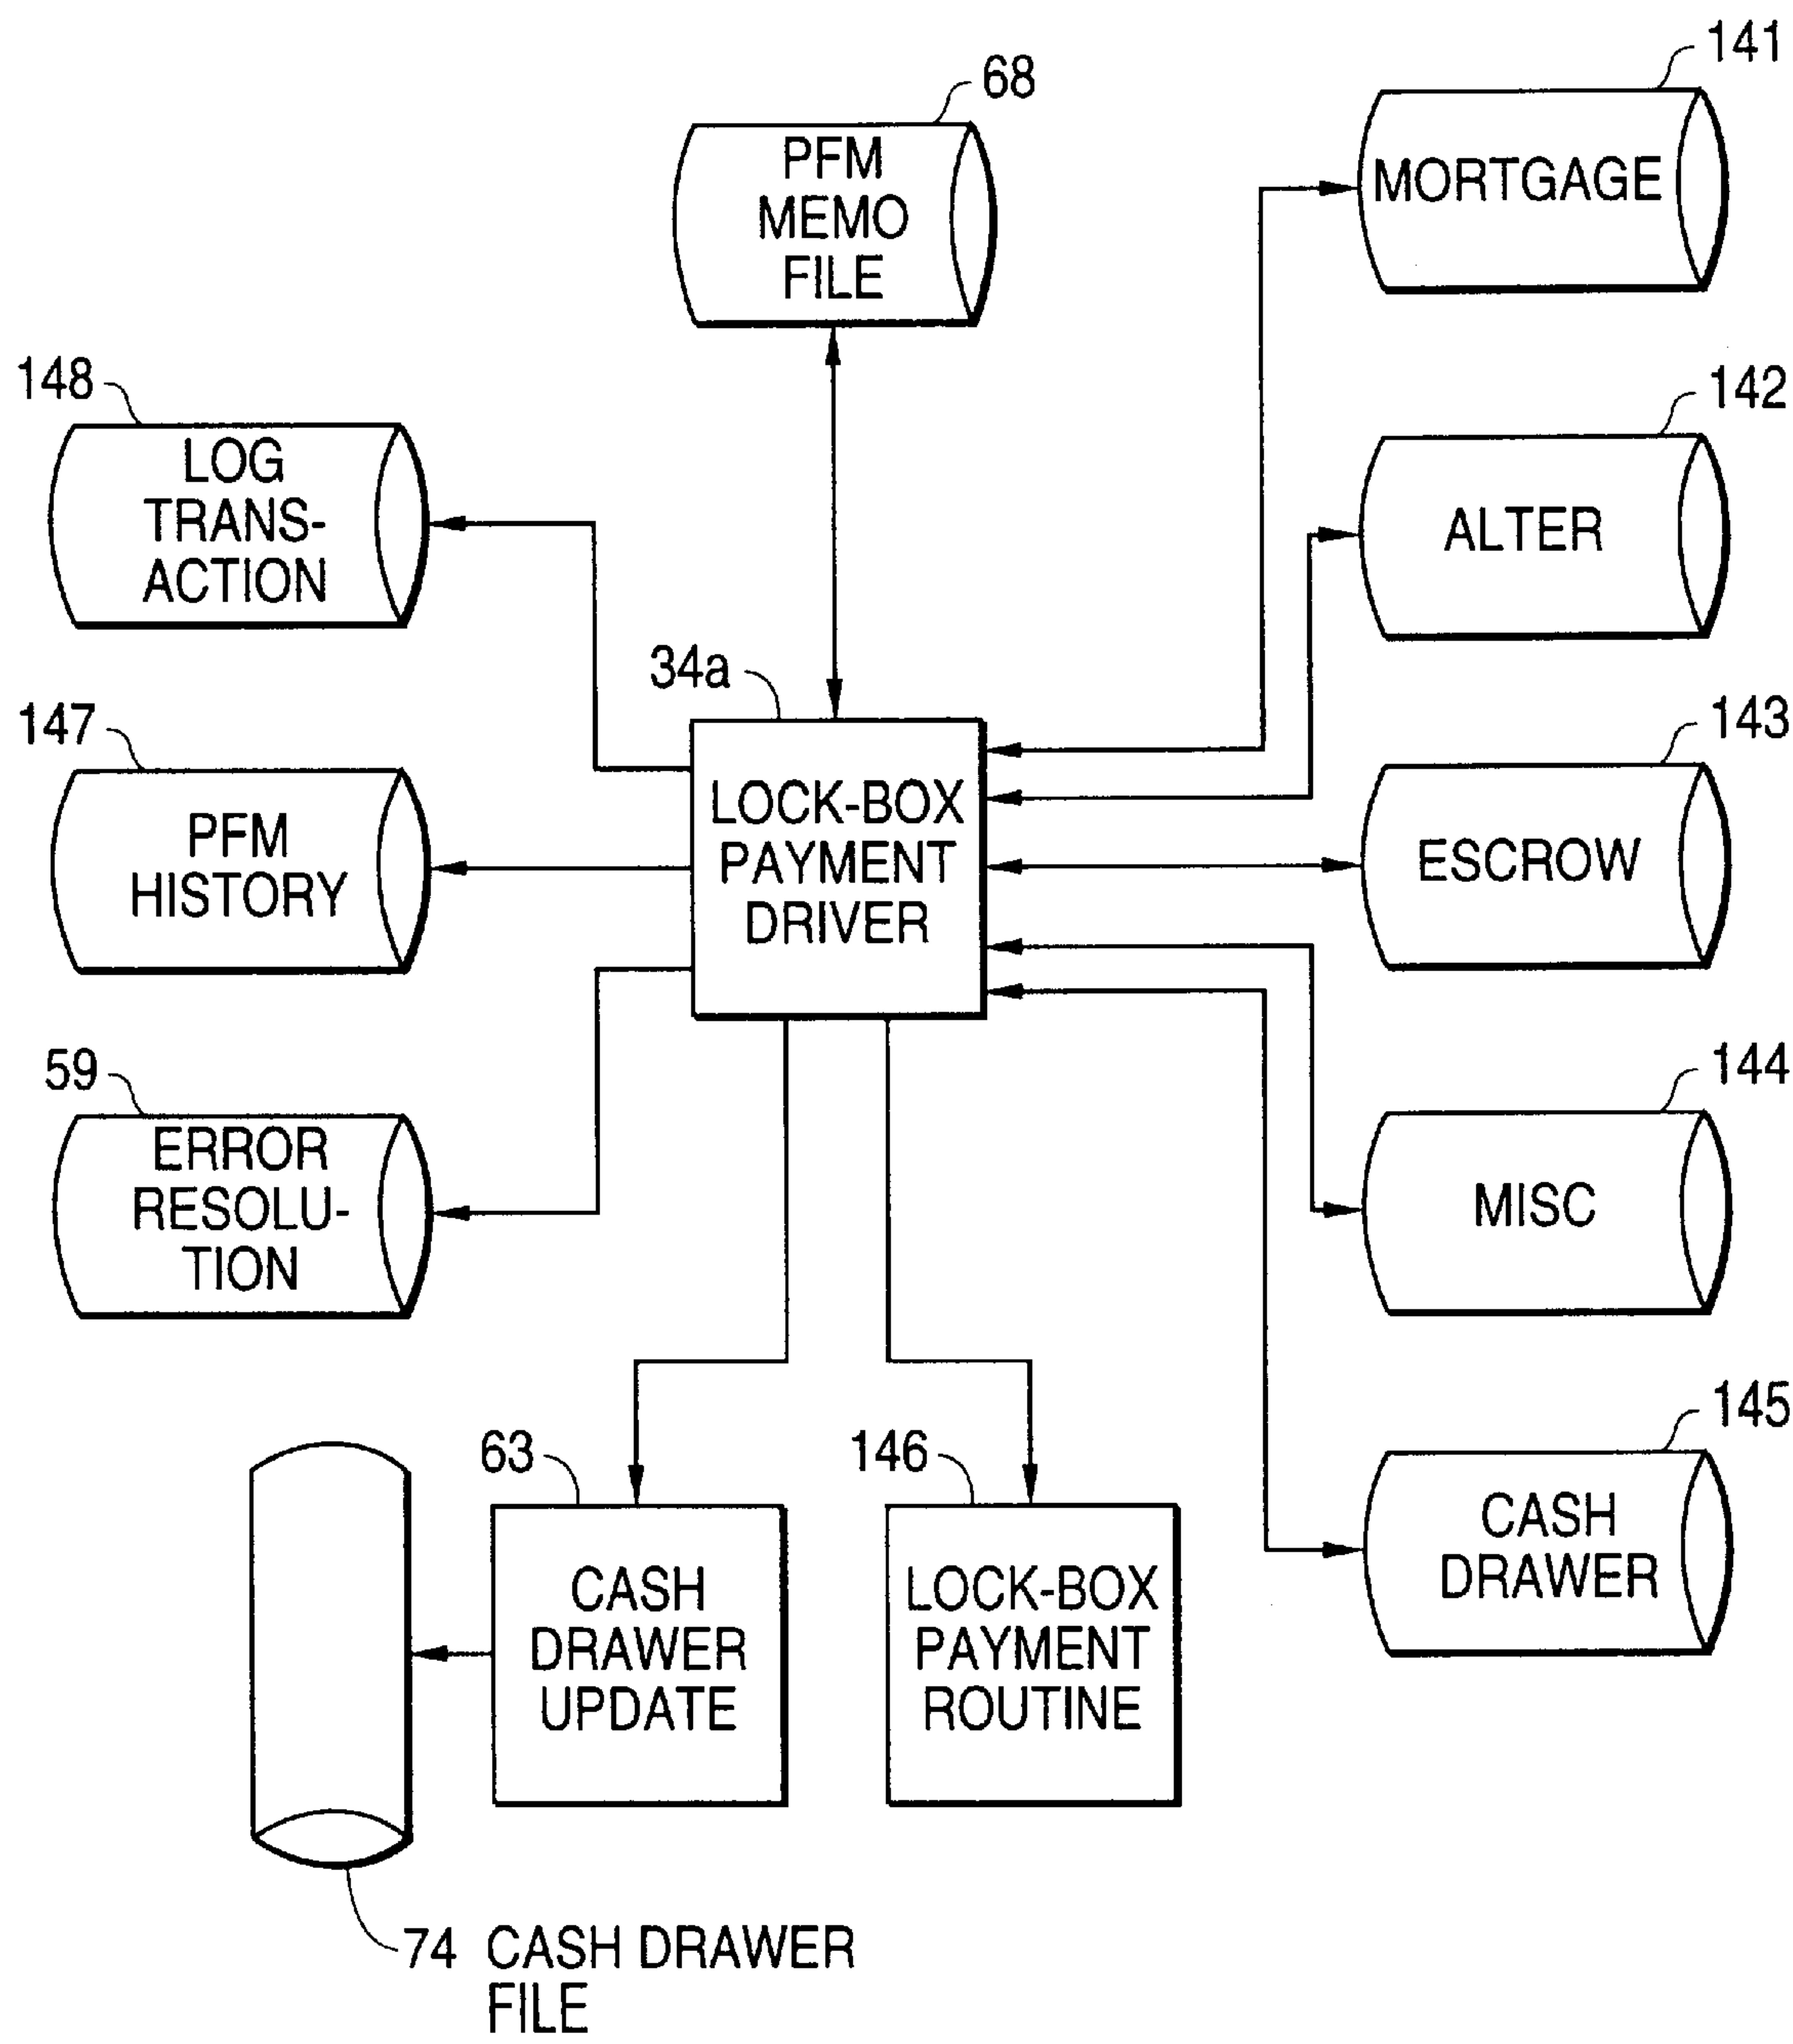 141
68
PFM
MEMO
FILE
MORTGAGE
148
LOG
TRANS-
ACTION
142
ALTER
34a
LOCK-BOX
PAYMENT
DRIVER
147
PFM
HISTORY
143
ESCROW
59
ERROR
RESOLU-
TION
144
MISC
63
CASH
DRAWER
UPDATE
146
LOCK-BOX
PAYMENT
ROUTINE
145
CASH
DRAWER
74 CASH DRAWER
FILE